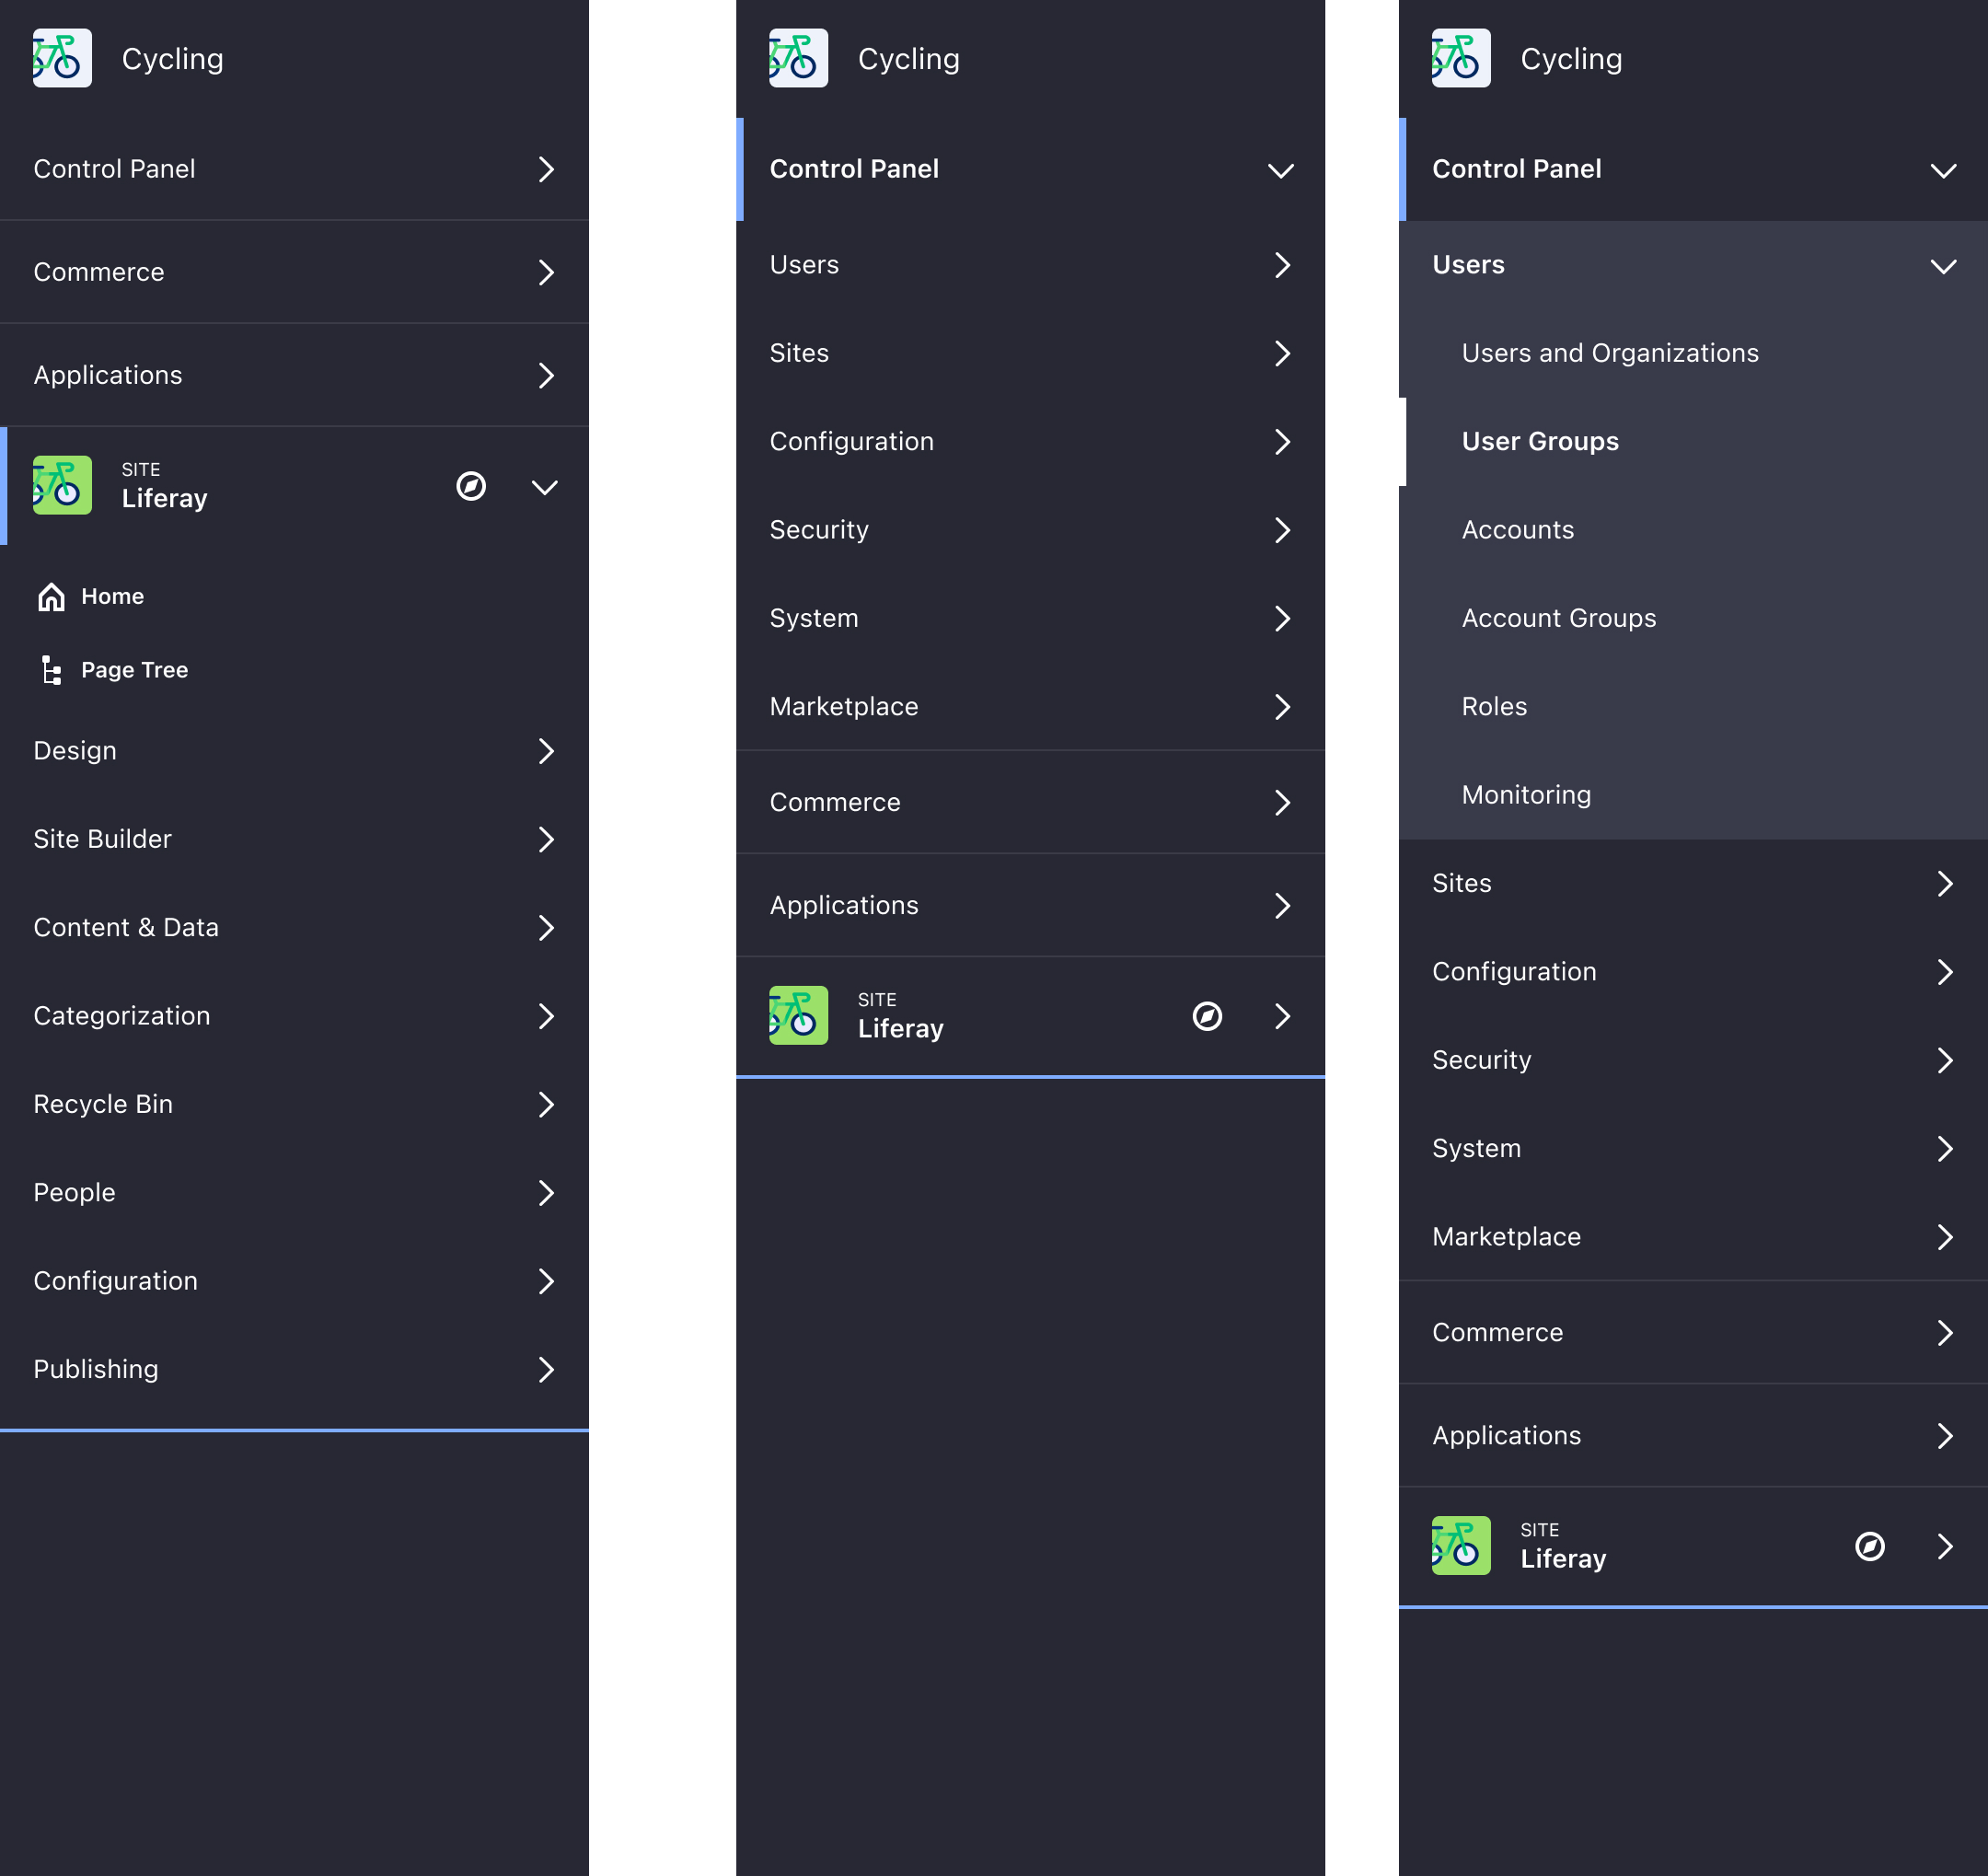 Cycling
Control Panel
Commerce
Applications
SITE
Liferay
Home
Page Tree
Design
Site Builder
Content & Data
Categorization
Recycle Bin
People
Configuration
Publishing
Cycling
Control Panel
Users
Sites
Configuration
Security
System
Marketplace
Commerce
Applications
SITE
Liferay
Cycling
Control Panel
Users
Users and Organizations
User Groups
Accounts
Account Groups
Roles
Monitoring
Sites
Configuration
Security
System
Marketplace
Commerce
Applications
SITE
Liferay